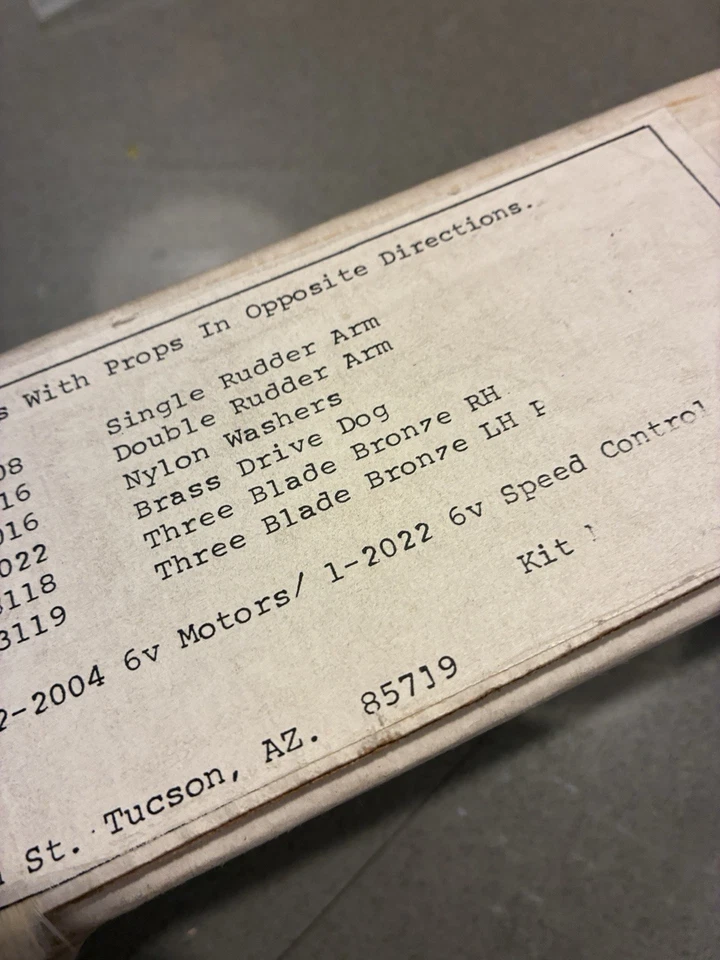 s With Props In Opposite Directions.
08 Single Rudder Arm
16 Double Rudder Arm
016 Nylon Washers
022 Brass Drive Dog
3118 Three Blade Bronze RH
3119 Three Blade Bronze LH P
2-2004 6v Motors/ 1-2022 6v Speed Control
Kit
St. Tucson, AZ. 85719